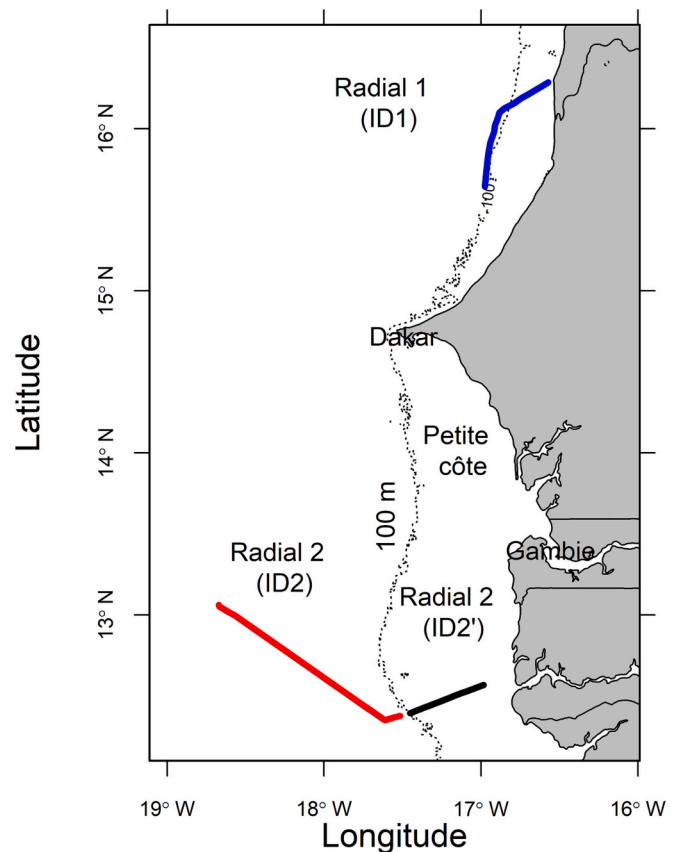 Radial 1
(ID1)
16° N
100
15° N
Dakar
Latitude
14° N
Petite
côte
100 m
Gambie
Radial 2
(ID2)
Radial 2
(ID2')
13° N
19° W
18° W
17° W
16° W
Longitude